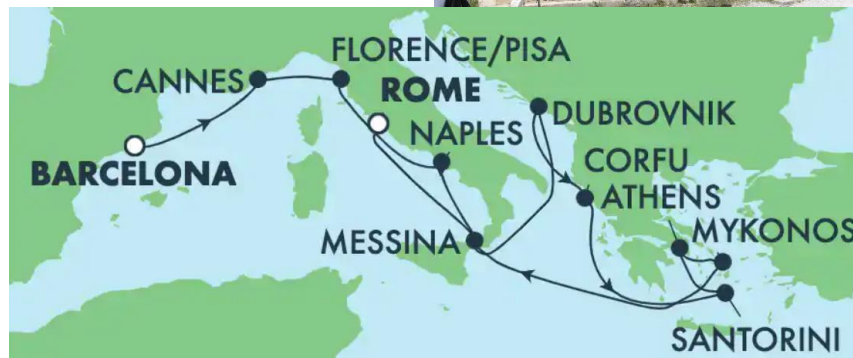 FLORENCE/PISA
CANNES
ROME
DUBROVNIK
NAPLES
CORFU
BARCELONA
ATHENS
MYKONOS
MESSINA
SANTORINI